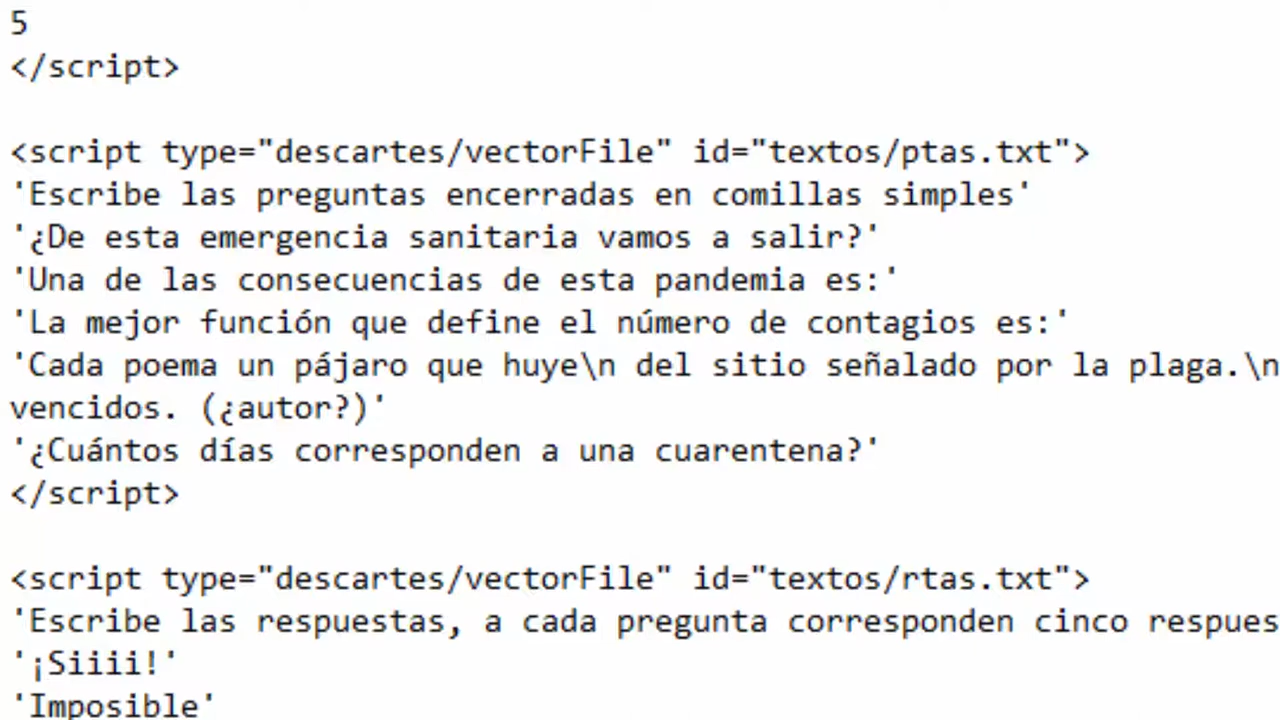 5
</script>
<script type="descartes/vectorFile" id="textos/ptas.txt">
'Escribe las preguntas encerradas en comillas simples'
'¿De esta emergencia sanitaria vamos a salir?'
'Una de las consecuencias de esta pandemia es:'
'La mejor función que define el número de contagios es:'
'Cada poema un pájaro que huye\n del sitio señalado por la plaga.\n
vencidos. (¿autor?)'
'¿Cuántos días corresponden a una cuarentena?'
</script>
<script type="descartes/vectorFile" id="textos/rtas.txt">
'Escribe las respuestas, a cada pregunta corresponden cinco respues
'¡Siiii!'
'Imposible'